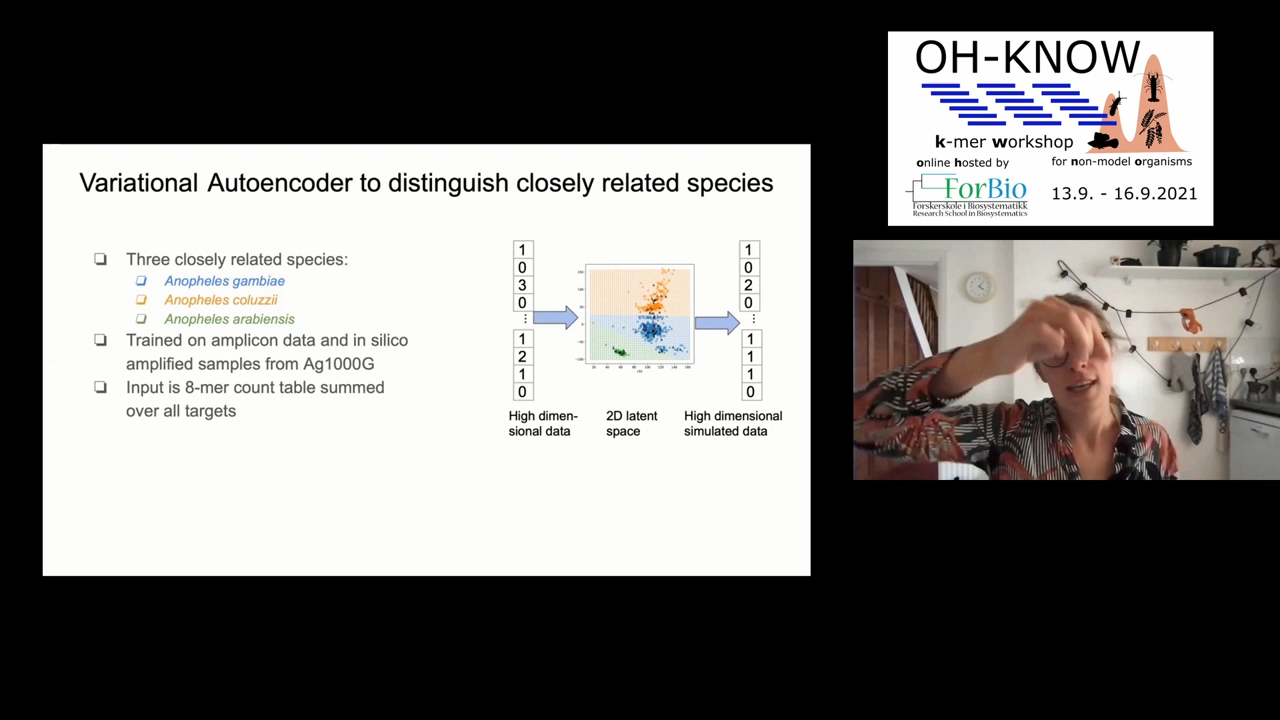 OH-KNOW
k-mer workshop
online hosted by
for non-model organisms
ForBio
Forskerskole i Biosystematikk
Research School in Biosystematics
13.9. - 16.9.2021
Variational Autoencoder to distinguish closely related species
Three closely related species:
Anopheles gambiae
Anopheles coluzzii
Anopheles arabiensis
Trained on amplicon data and in silico
amplified samples from Ag1000G
Input is 8-mer count table summed
over all targets
1
0
3
0
⋮
1
2
1
0
High dimen-
sional data
2D latent
space
1
0
2
0
⋮
1
1
1
0
High dimensional
simulated data